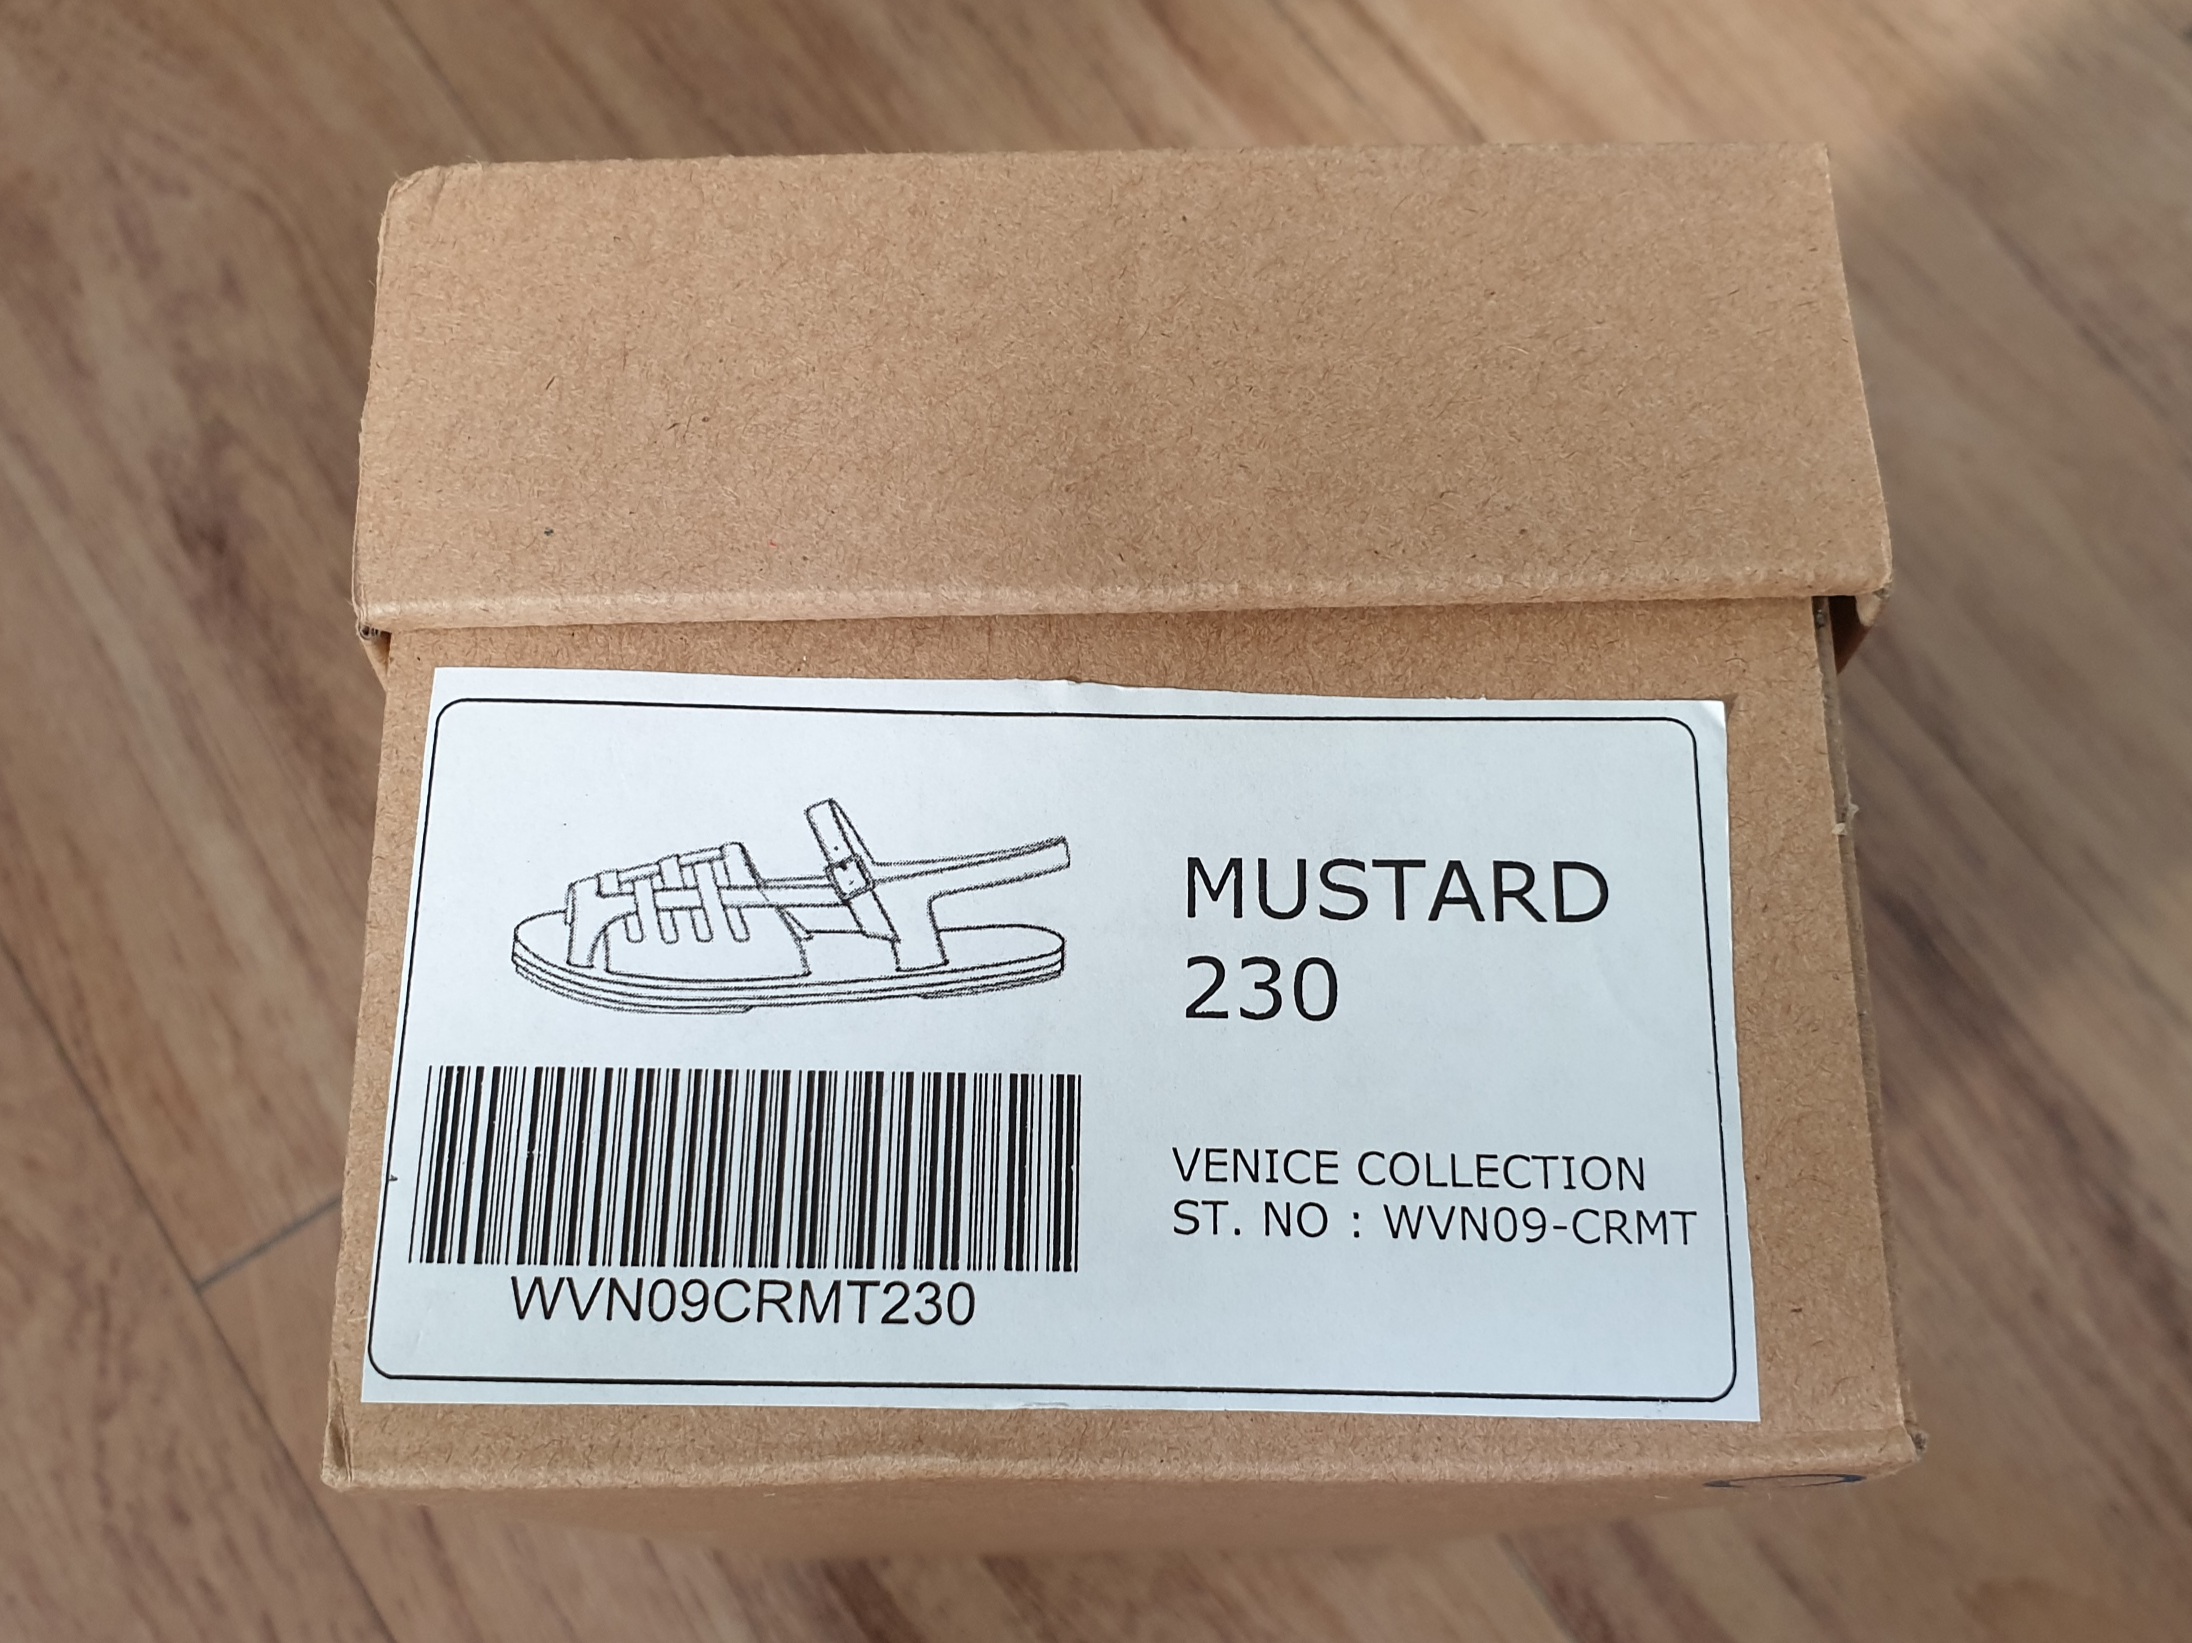 MUSTARD
230
VENICE COLLECTION
ST. NO : WVN09-CRMT
WVN09CRMT230